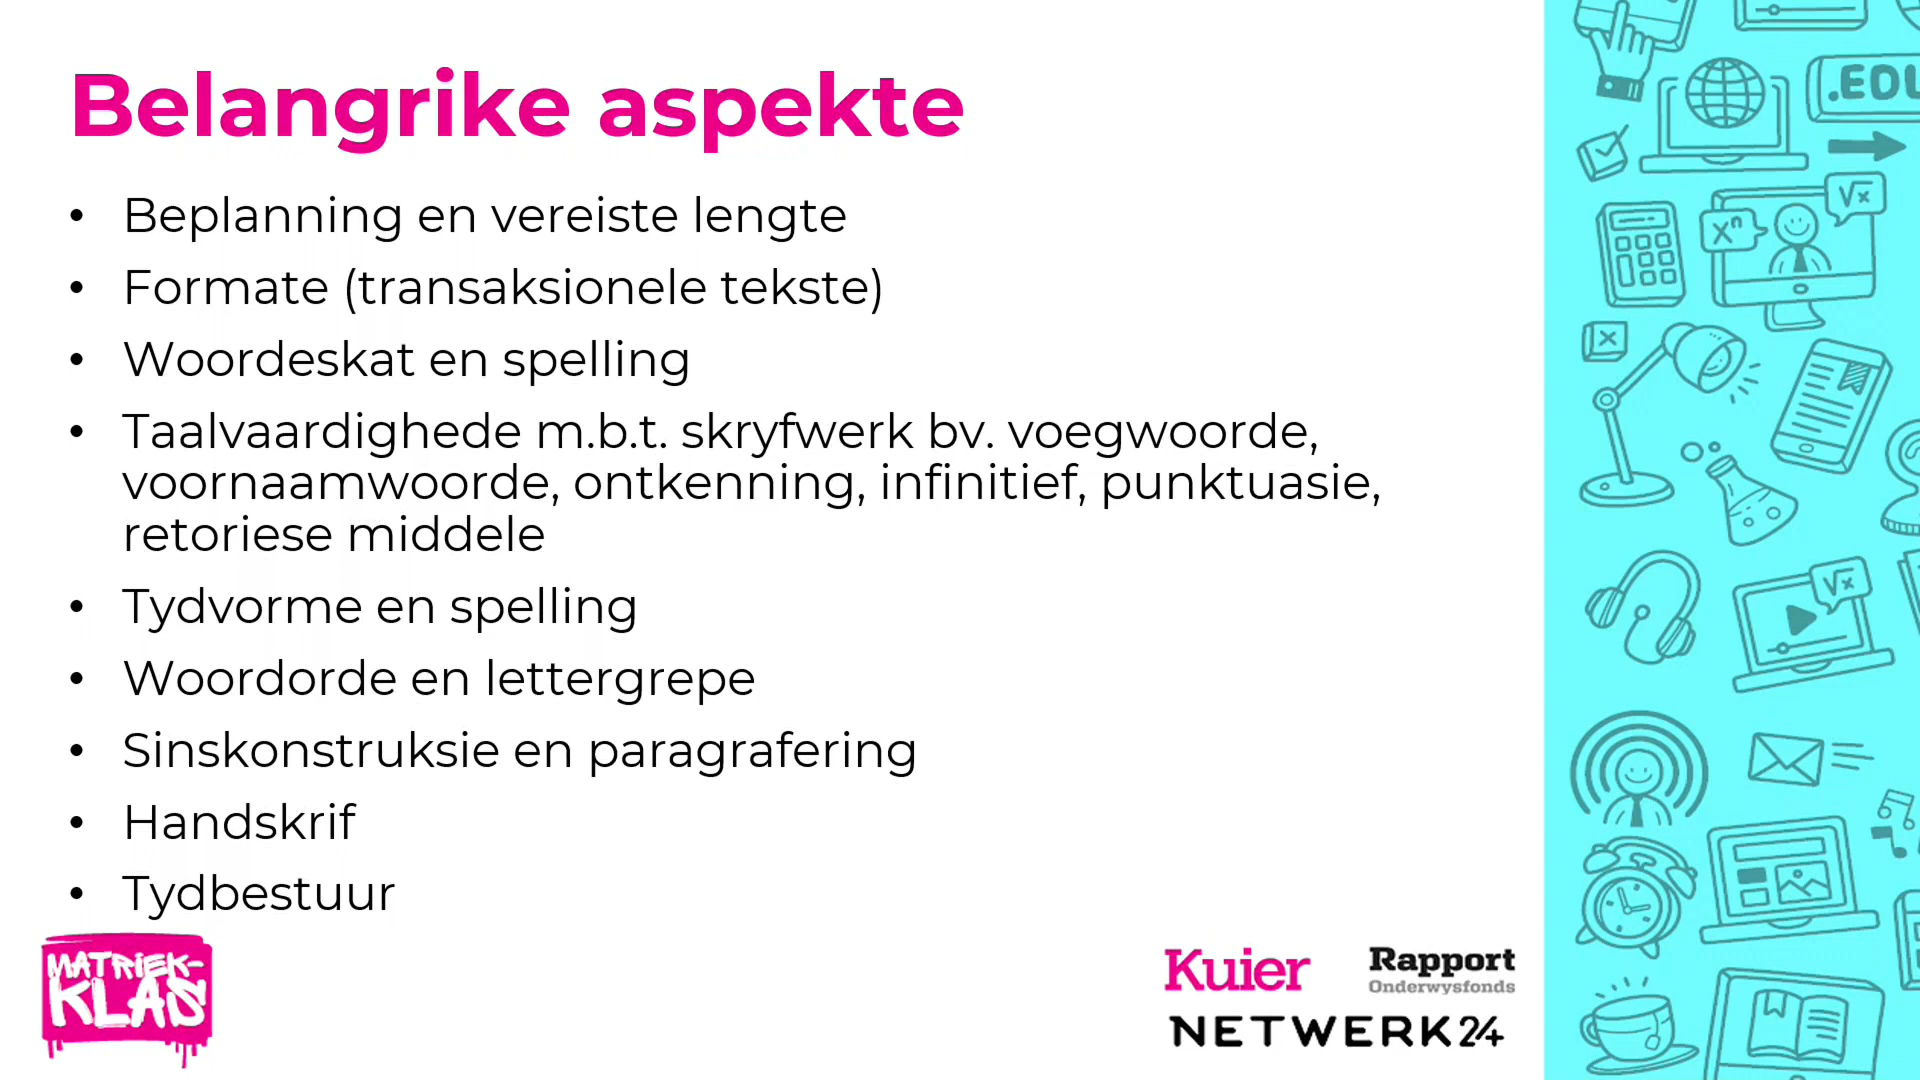 Belangrike aspekte
• Beplanning en vereiste lengte
• Formate (transaksionele tekste)
• Woordeskat en spelling
• Taalvaardighede m.b.t. skryfwerk bv. voegwoorde,
voornaamwoorde, ontkenning, infinitief, punktuasie,
retoriese middele
• Tydvorme en spelling
• Woordorde en lettergrepe
• Sinskonstruksie en paragrafering
• Handskrif
• Tydbestuur
MATRIEK-
KLAS
Kuier
Rapport
Onderwysfonds
NETWERK24
.EDU
√x
xⁿ
√x